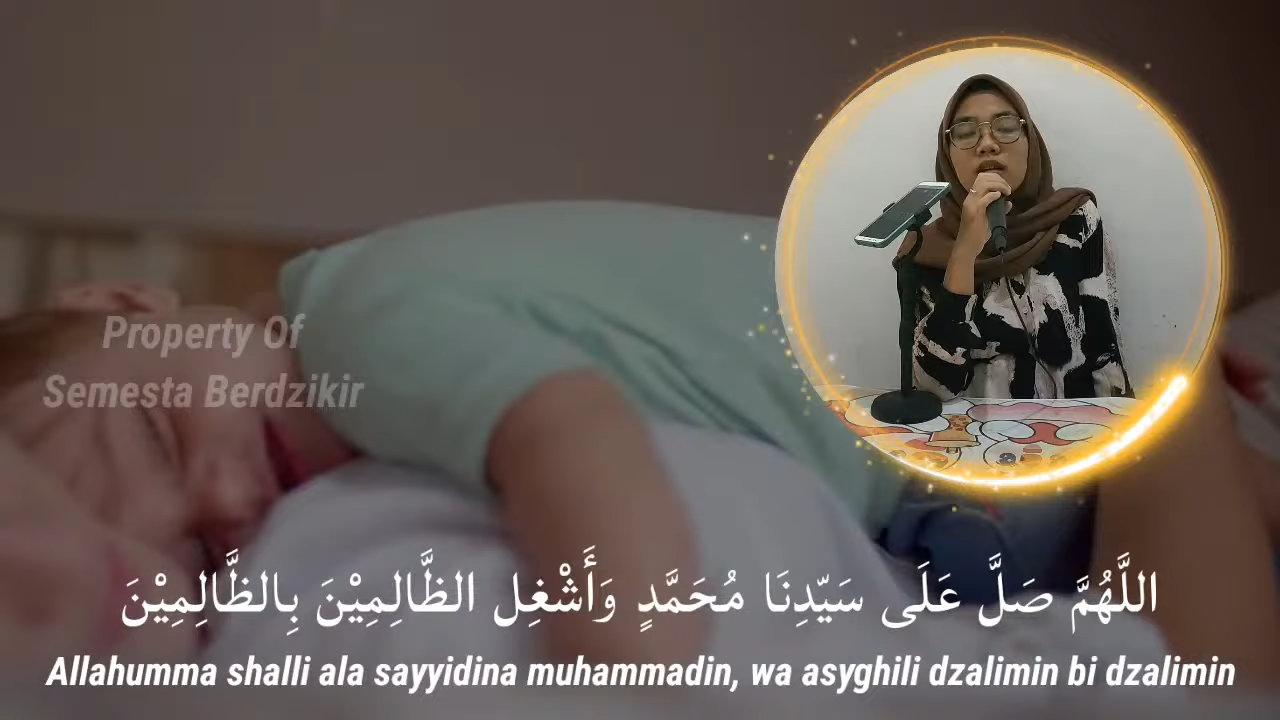 Property Of
Semesta Berdzikir
اللَّهُمَّ صَلَّ عَلَى سَيّدِنَا مُحَمَّدٍ وَأَشْغِل الظَّالِمِيْنَ بِالظَّالِمِيْنَ
Allahumma shalli ala sayyidina muhammadin, wa asyghili dzalimin bi dzalimin